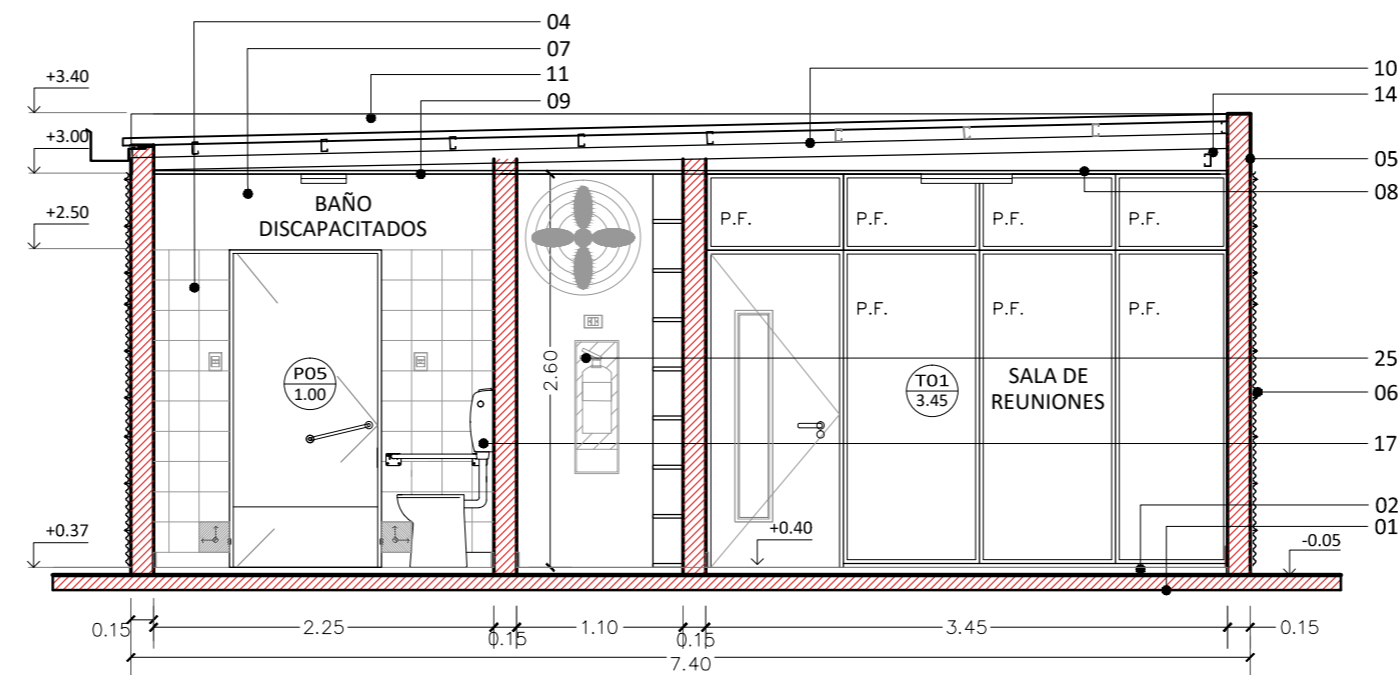 04
07
11
09
10
14
05
08
25
06
17
02
01
+3.40
+3.00
+2.50
+0.37
BAÑO
DISCAPACITADOS
P05
1.00
2.60
P.F.
P.F.
P.F.
P.F.
P.F.
P.F.
P.F.
T01
3.45
SALA DE
REUNIONES
+0.40
-0.05
0.15
2.25
0.15
1.10
0.15
3.45
0.15
7.40